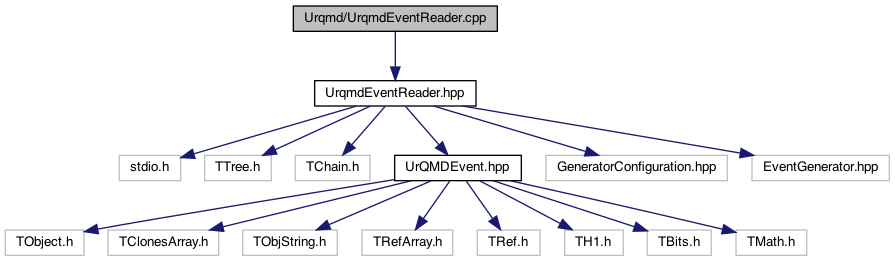 Urqmd/UrqmdEventReader.cpp
UrqmdEventReader.hpp
stdio.h
TTree.h
TChain.h
UrQMDEvent.hpp
GeneratorConfiguration.hpp
EventGenerator.hpp
TObject.h
TClonesArray.h
TObjString.h
TRefArray.h
TRef.h
TH1.h
TBits.h
TMath.h